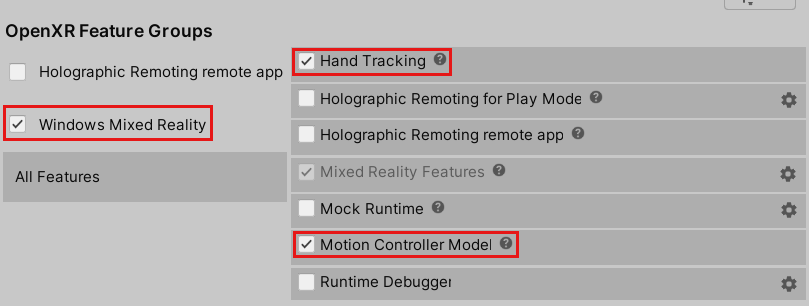 OpenXR Feature Groups
Holographic Remoting remote app
Windows Mixed Reality
All Features
Hand Tracking
Holographic Remoting for Play Mode
Holographic Remoting remote app
Mixed Reality Features
Mock Runtime
Motion Controller Model
Runtime Debugger